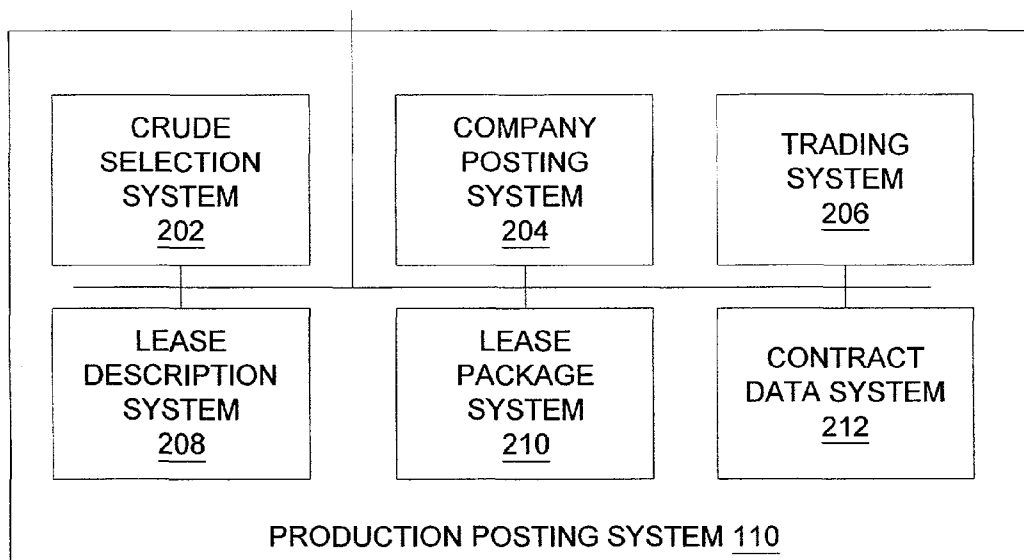 CRUDE
SELECTION
SYSTEM
202
COMPANY
POSTING
SYSTEM
204
TRADING
SYSTEM
206
LEASE
DESCRIPTION
SYSTEM
208
LEASE
PACKAGE
SYSTEM
210
CONTRACT
DATA SYSTEM
212
PRODUCTION POSTING SYSTEM 110